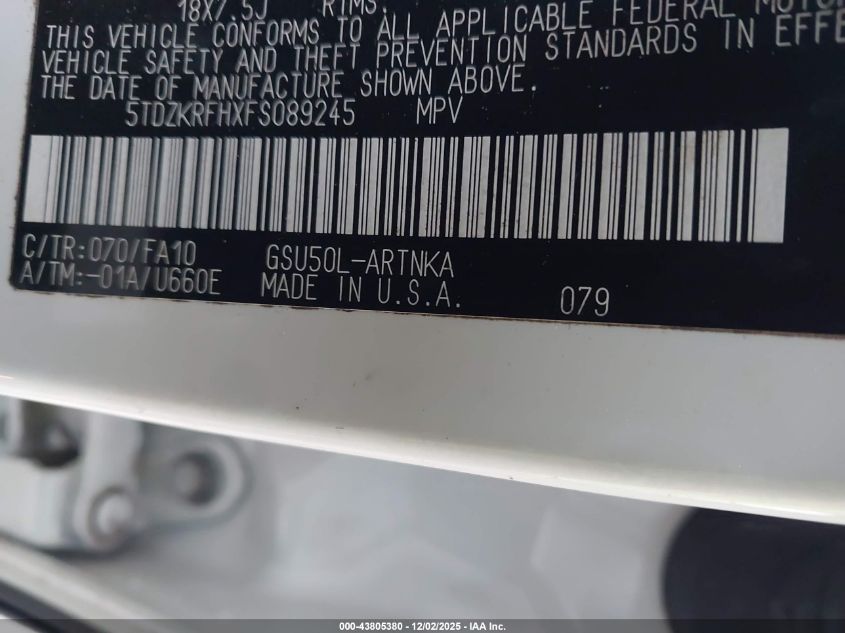 18X7.5J RIMS.
THIS VEHICLE CONFORMS TO ALL APPLICABLE FEDERAL MOTOR
VEHICLE SAFETY AND THEFT PREVENTION STANDARDS IN EFFE
THE DATE OF MANUFACTURE SHOWN ABOVE.
5TDZKRFHXFS089245 MPV
C/TR:070/FA10 GSU50L-ARTNKA
A/TM:-01A/U660E MADE IN U.S.A. 079
000-43805380 - 12/02/2025 - IAA Inc.